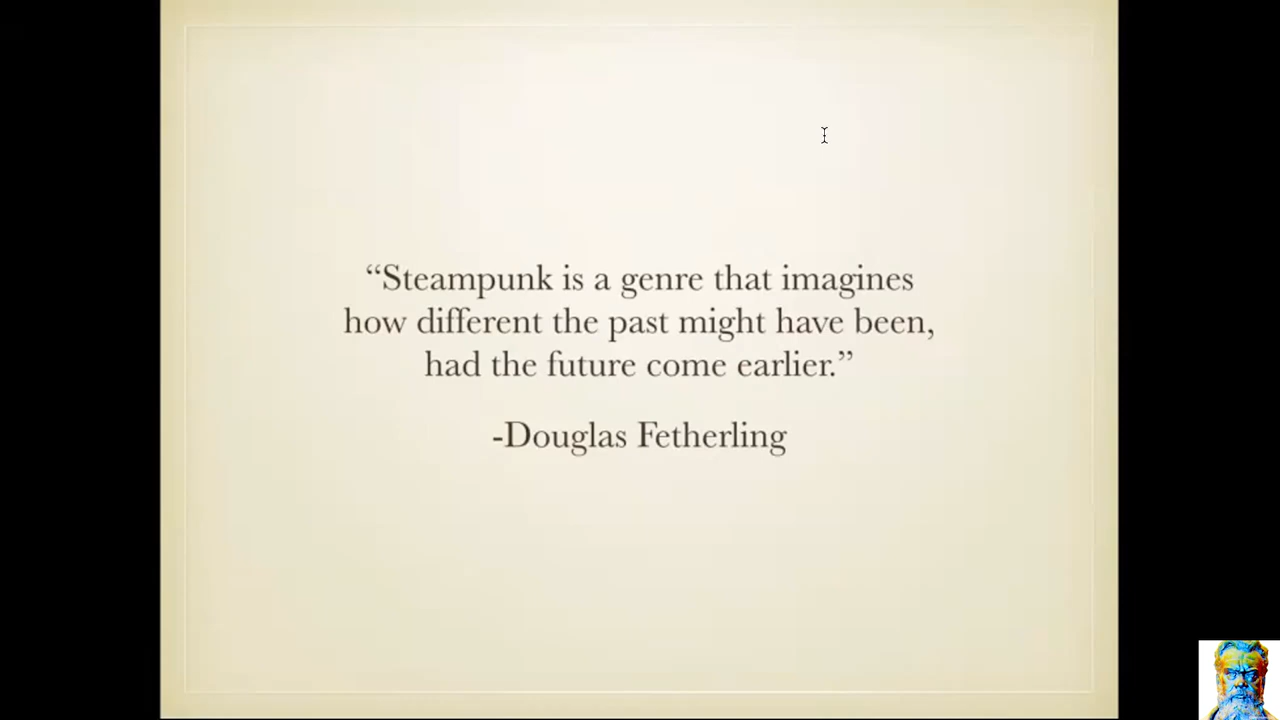 “Steampunk is a genre that imagines
how different the past might have been,
had the future come earlier.”
-Douglas Fetherling